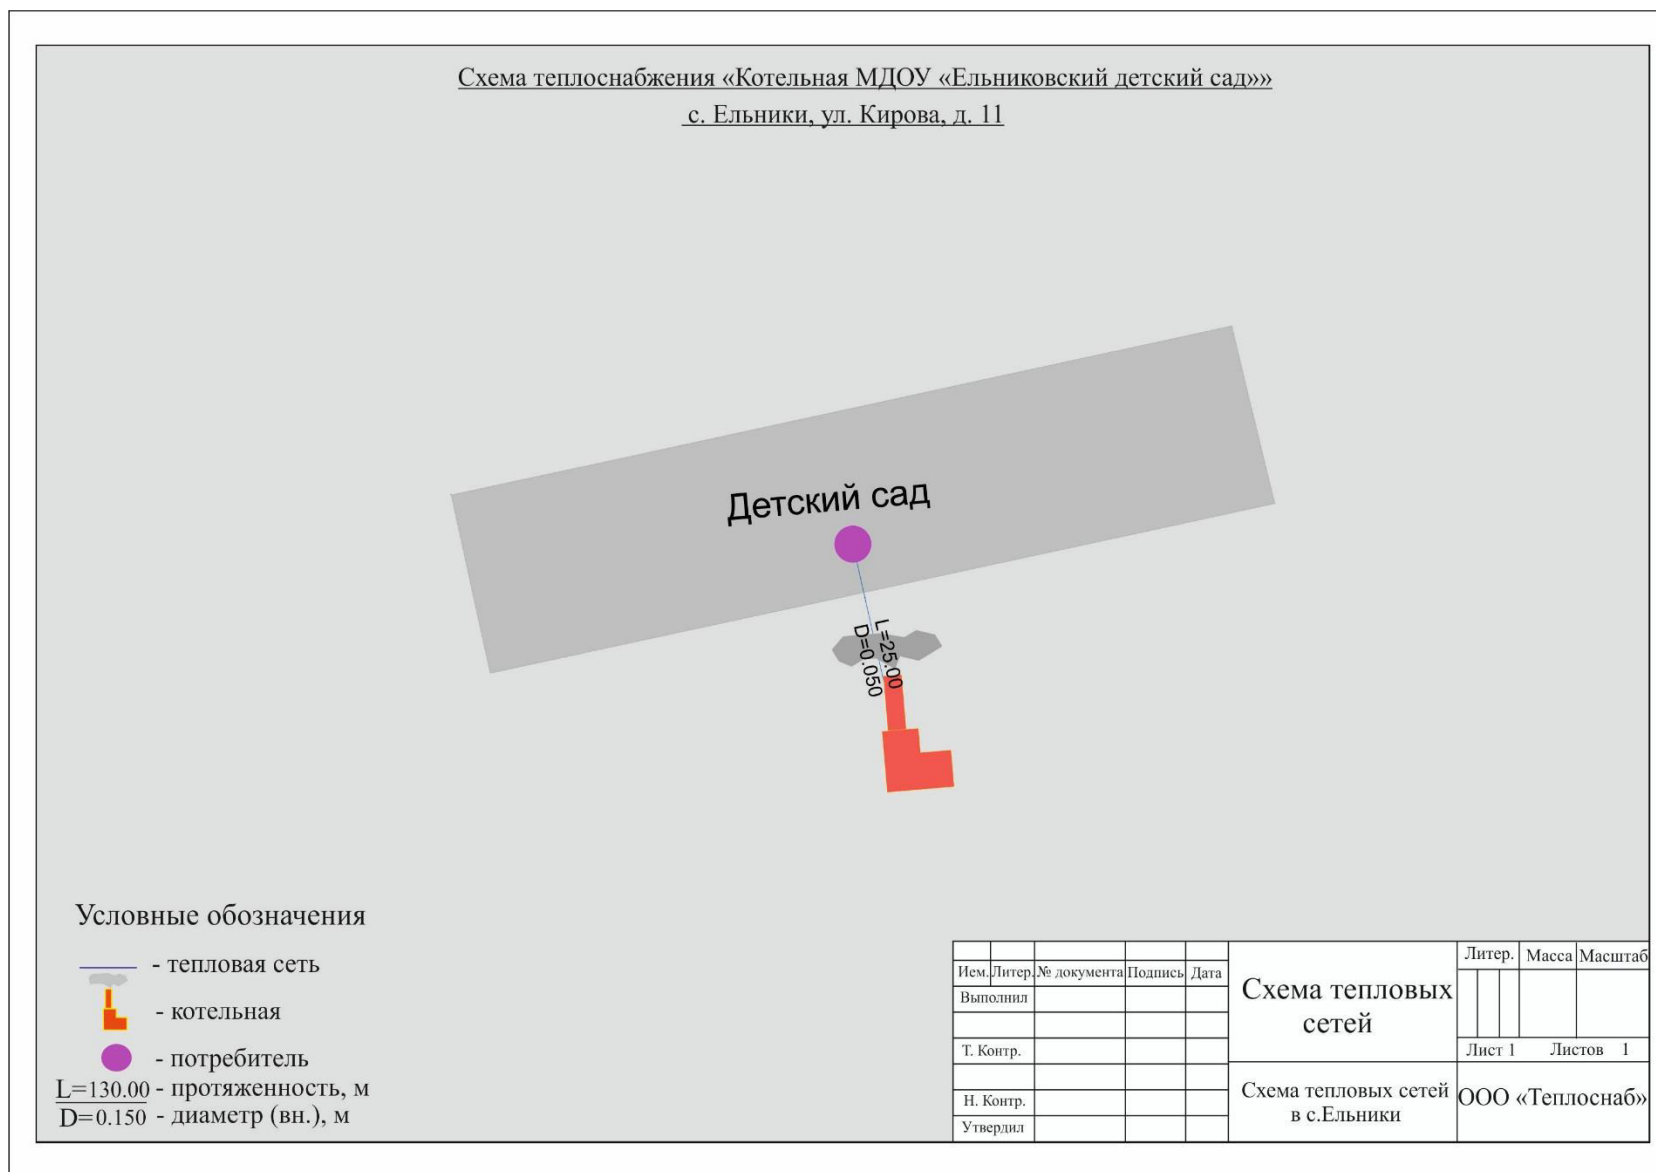 Схема теплоснабжения «Котельная МДОУ «Ельниковский детский сад»»
с. Ельники, ул. Кирова, д. 11
Детский сад
L=25.00
D=0.050
Условные обозначения
- тепловая сеть
- котельная
- потребитель
L=130.00 - протяженность, м
D=0.150 - диаметр (вн.), м
Ием. Литер. № документа Подпись Дата
Выполнил
Т. Контр.
Н. Контр.
Утвердил
Схема тепловых
сетей
Схема тепловых сетей
в с.Ельники
Литер. Масса Масштаб
Лист 1 Листов 1
ООО «Теплоснаб»